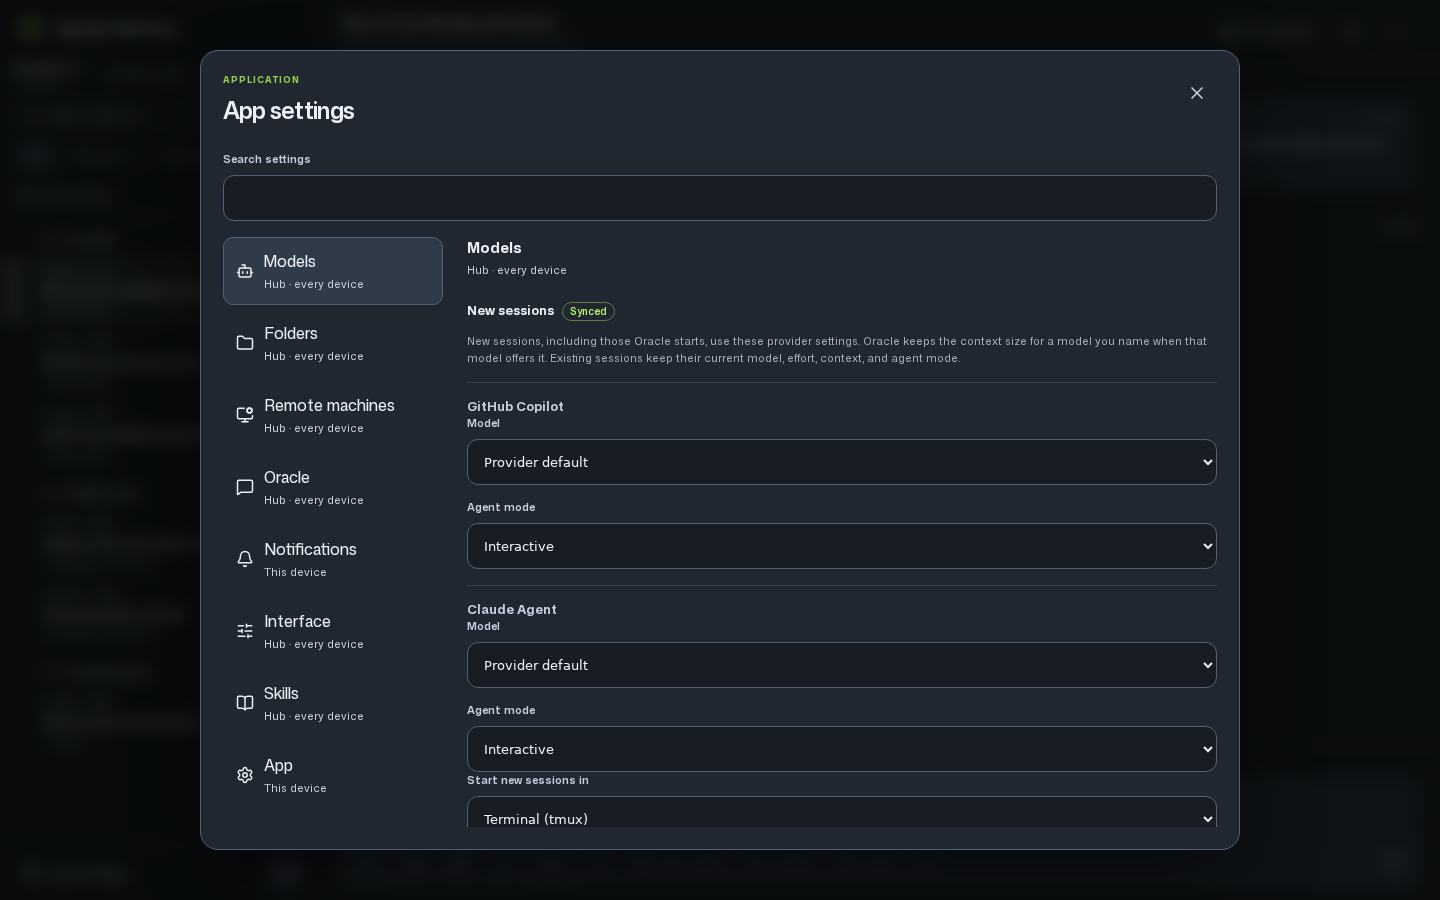 APPLICATION
App settings
Search settings
Models
Hub · every device
Folders
Hub · every device
Remote machines
Hub · every device
Oracle
Hub · every device
Notifications
This device
Interface
Hub · every device
Skills
Hub · every device
App
This device
Models
Hub · every device
New sessions Synced
New sessions, including those Oracle starts, use these provider settings. Oracle keeps the context size for a model you name when that
model offers it. Existing sessions keep their current model, effort, context, and agent mode.
GitHub Copilot
Model
Provider default
Agent mode
Interactive
Claude Agent
Model
Provider default
Agent mode
Interactive
Start new sessions in
Terminal (tmux)